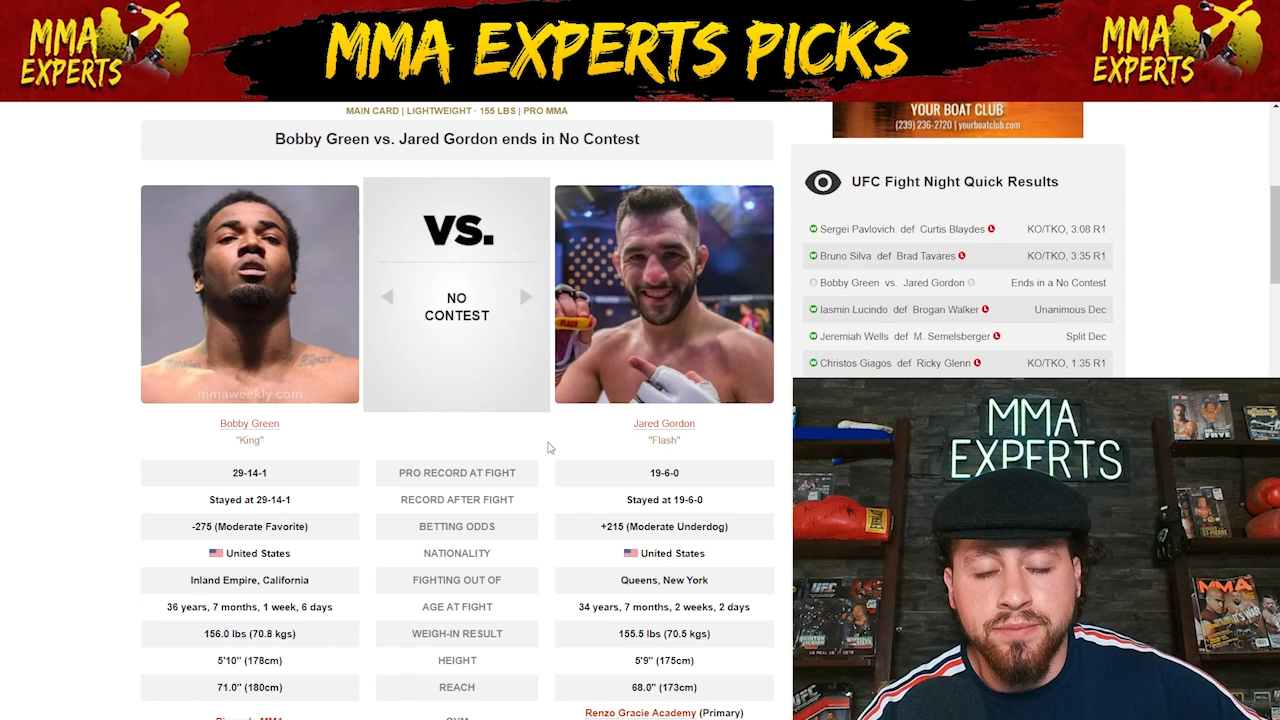 MMA
EXPERTS
MMA EXPERTS PICKS
MMA
EXPERTS
MAIN CARD | LIGHTWEIGHT · 155 LBS | PRO MMA
Bobby Green vs. Jared Gordon ends in No Contest
VS.
NO
CONTEST
mmaweekly.com
FLASH
Bobby Green
"King"
Jared Gordon
"Flash"
29-14-1 PRO RECORD AT FIGHT 19-6-0
Stayed at 29-14-1 RECORD AFTER FIGHT Stayed at 19-6-0
-275 (Moderate Favorite) BETTING ODDS +215 (Moderate Underdog)
United States NATIONALITY United States
Inland Empire, California FIGHTING OUT OF Queens, New York
36 years, 7 months, 1 week, 6 days AGE AT FIGHT 34 years, 7 months, 2 weeks, 2 days
156.0 lbs (70.8 kgs) WEIGH-IN RESULT 155.5 lbs (70.5 kgs)
5'10" (178cm) HEIGHT 5'9" (175cm)
71.0" (180cm) REACH 68.0" (173cm)
Renzo Gracie Academy (Primary)
YOUR BOAT CLUB
(239) 236-2720 | yourboatclub.com
UFC Fight Night Quick Results
W Sergei Pavlovich def Curtis Blaydes L KO/TKO, 3:08 R1
W Bruno Silva def Brad Tavares L KO/TKO, 3:35 R1
Bobby Green vs. Jared Gordon Ends in a No Contest
W Iasmin Lucindo def Brogan Walker L Unanimous Dec
W Jeremiah Wells def M. Semelsberger L Split Dec
W Christos Giagos def Ricky Glenn L KO/TKO, 1:35 R1
MMA
EXPERTS
UFC
MMA
UFC